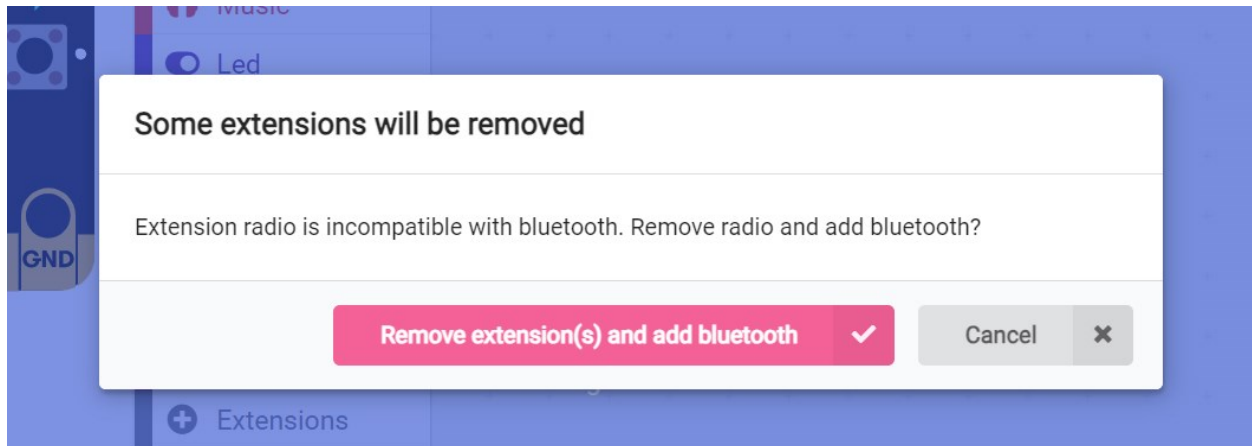 Music
Led
Some extensions will be removed
Extension radio is incompatible with bluetooth. Remove radio and add bluetooth?
GND
Remove extension(s) and add bluetooth
Cancel
Extensions